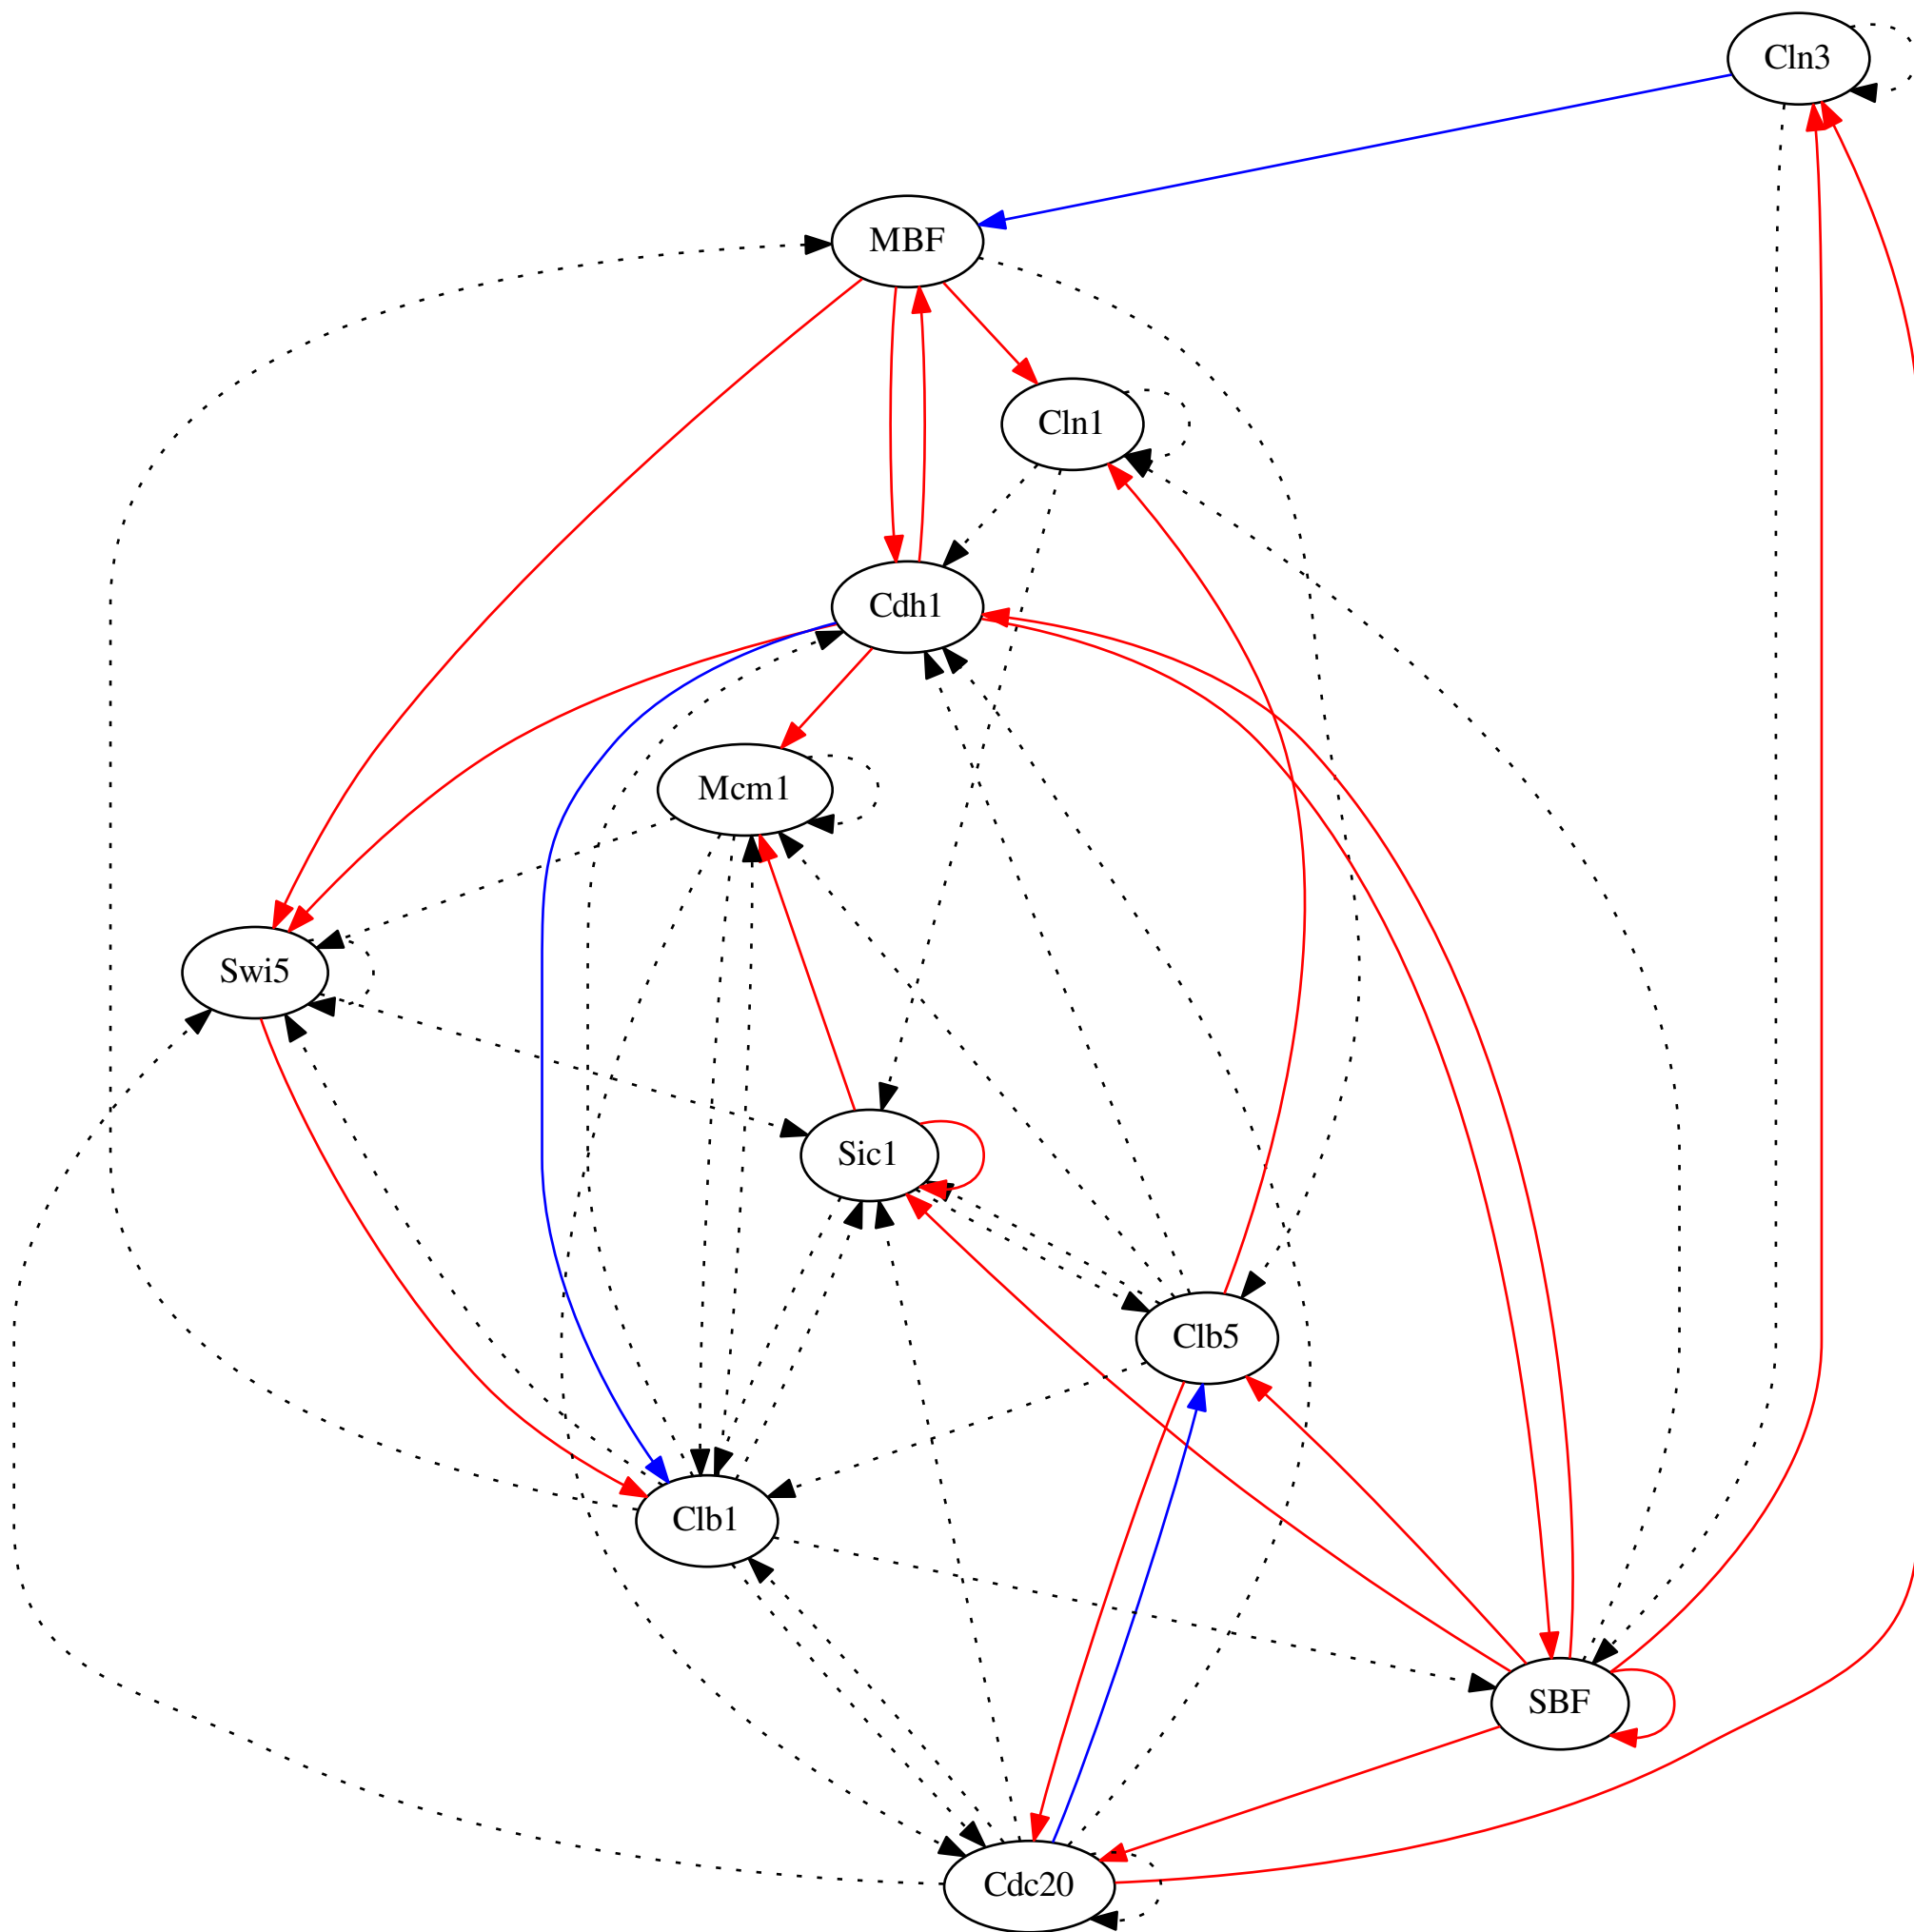 Cln3
MBF
Cln1
Cdh1
Mcm1
Swi5
Sic1
Clb5
Clb1
SBF
Cdc20